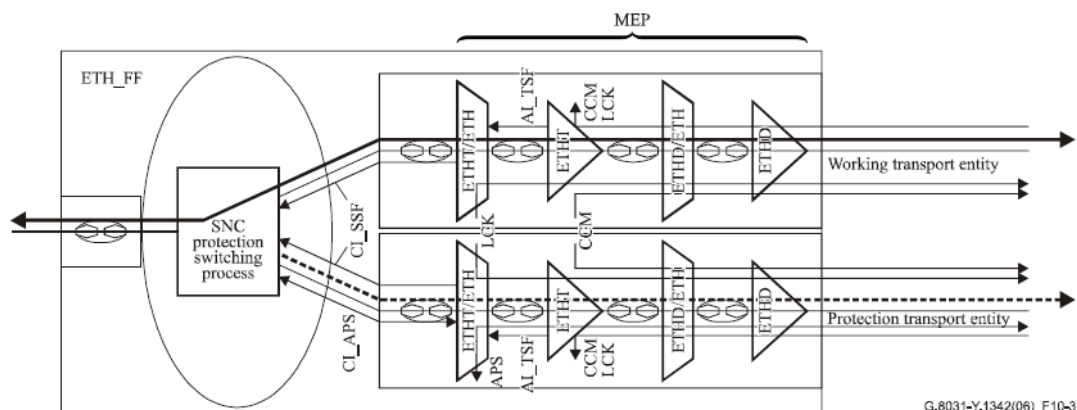 MEP
ETH_FF
AI_TSF
CCM
LCK
ETHT/ETH
ETHT
ETHD/ETH
ETHD
Working transport entity
SNC
protection
switching
process
CI_SSF
LCK
CCM
CI_APS
ETHT/ETH
ETHT
ETHD/ETH
ETHD
Protection transport entity
APS
AI_TSF
CCM
LCK
G.8031-Y.1342(06)_F10-3